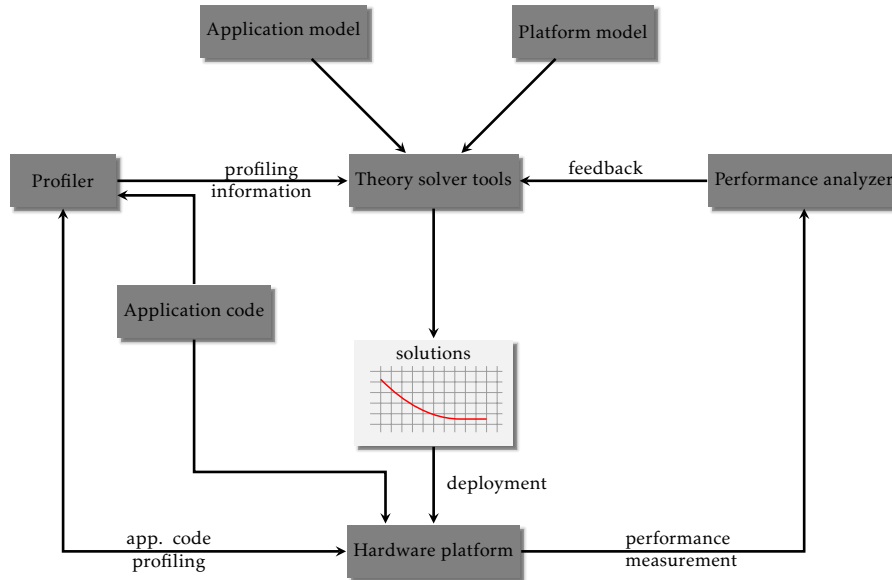 Application model
Platform model
Profiler
profiling
information
Theory solver tools
feedback
Performance analyzer
Application code
solutions
deployment
app. code
profiling
Hardware platform
performance
measurement